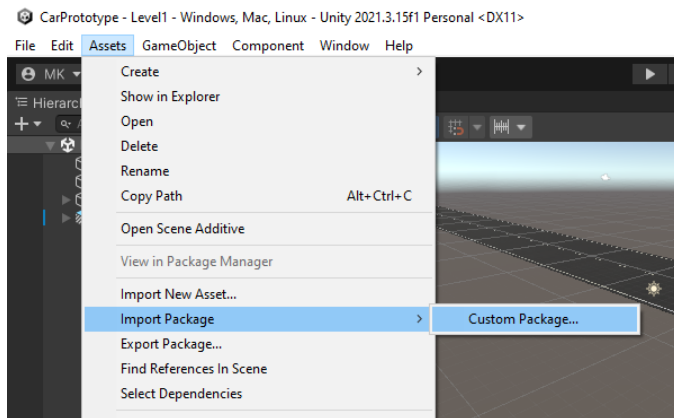 CarPrototype - Level1 - Windows, Mac, Linux - Unity 2021.3.15f1 Personal <DX11>
File Edit Assets GameObject Component Window Help
MK
Create
Hierarc
Show in Explorer
Open
Delete
Rename
Copy Path Alt+Ctrl+C
Open Scene Additive
View in Package Manager
Import New Asset...
Import Package Custom Package...
Export Package...
Find References In Scene
Select Dependencies